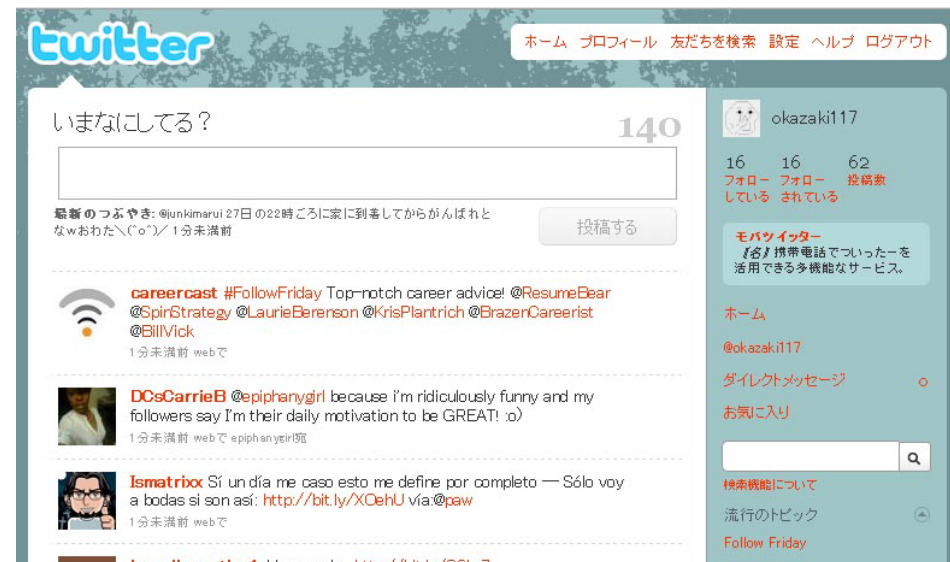 twitter
ホーム プロフィール 友だちを検索 設定 ヘルプ ログアウト
いまなにしてる？
140
最新のつぶやき: @junkimarui 27日の22時ごろに家に到着してからがんばれと
なwおわた＼(^o^)／ 1分未満前
投稿する
careercast #FollowFriday Top-notch career advice! @ResumeBear
@SpinStrategy @LaurieBerenson @KrisPlantrich @BrazenCareerist
@BillVick
1分未満前 webで
DCsCarrieB @epiphanygirl because i'm ridiculously funny and my
followers say I'm their daily motivation to be GREAT! :o)
1分未満前 webで epiphanygirl宛
Ismatrixx Sí un día me caso esto me define por completo — Sólo voy
a bodas si son así: http://bit.ly/XOehU vía:@paw
1分未満前 webで
okazaki117
16 16 62
フォロー フォロー 投稿数
している されている
モバツイッター
『名』携帯電話でついったーを
活用できる多機能なサービス。
ホーム
@okazaki117
ダイレクトメッセージ 0
お気に入り
検索機能について
流行のトピック
Follow Friday